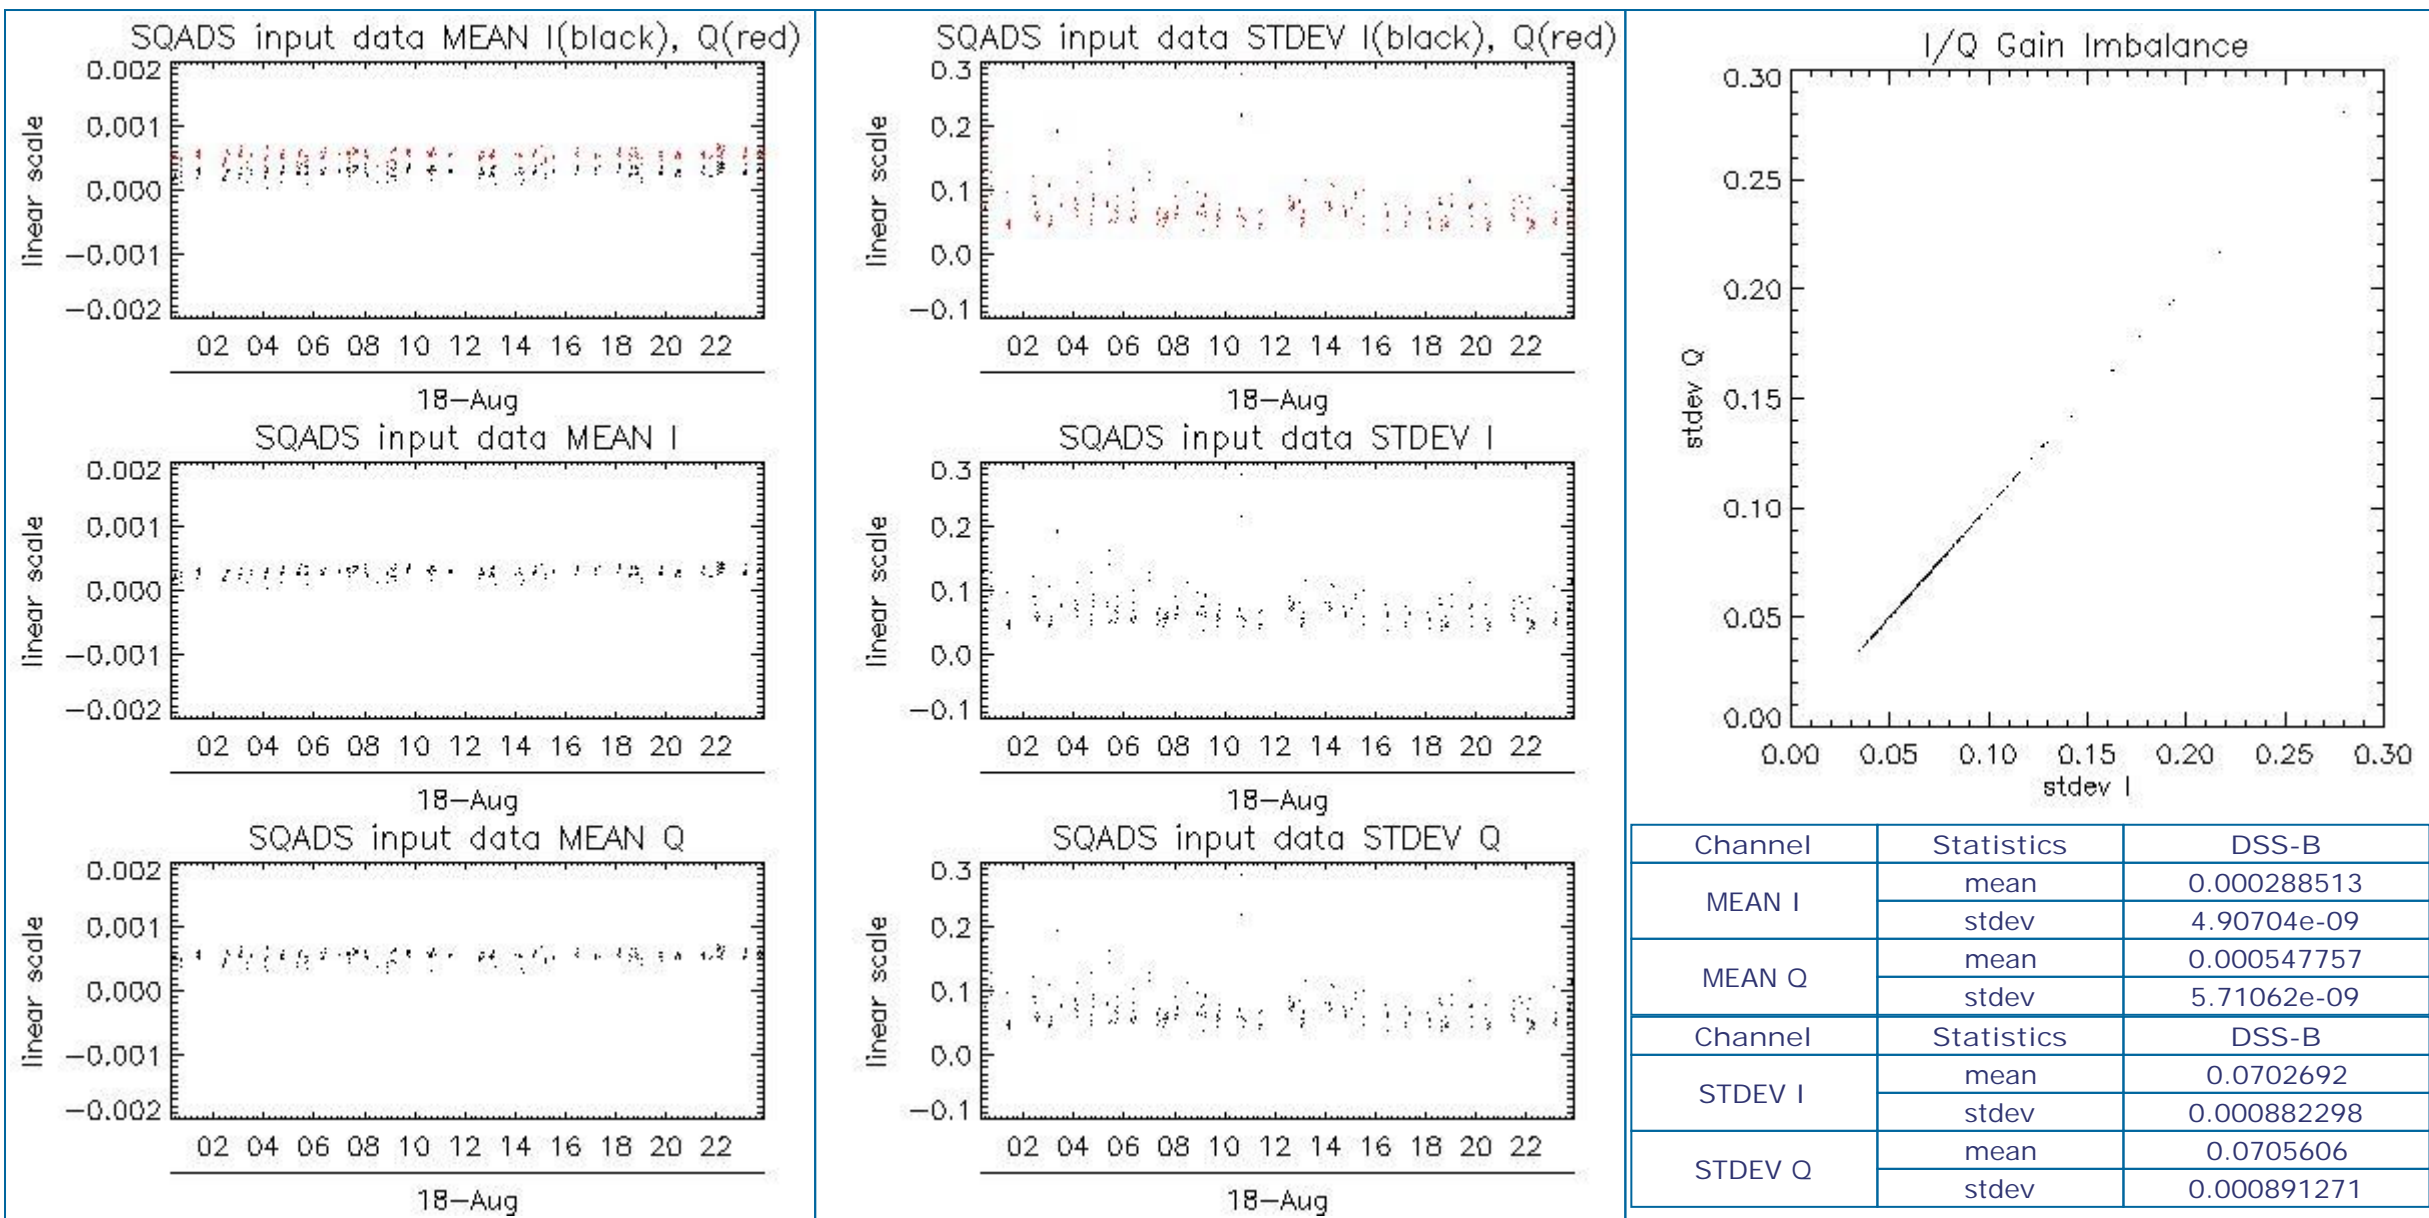 SQADS input data MEAN I(black), Q(red)
0.002
0.001
0.000
−0.001
−0.002
linear scale
02 04 06 08 10 12 14 16 18 20 22
18−Aug
SQADS input data MEAN I
0.002
0.001
0.000
−0.001
−0.002
linear scale
02 04 06 08 10 12 14 16 18 20 22
18−Aug
SQADS input data MEAN Q
0.002
0.001
0.000
−0.001
−0.002
linear scale
02 04 06 08 10 12 14 16 18 20 22
18−Aug
SQADS input data STDEV I(black), Q(red)
0.3
0.2
0.1
0.0
−0.1
linear scale
02 04 06 08 10 12 14 16 18 20 22
18−Aug
SQADS input data STDEV I
0.3
0.2
0.1
0.0
−0.1
linear scale
02 04 06 08 10 12 14 16 18 20 22
18−Aug
SQADS input data STDEV Q
0.3
0.2
0.1
0.0
−0.1
linear scale
02 04 06 08 10 12 14 16 18 20 22
18−Aug
I/Q Gain Imbalance
0.30
0.25
0.20
0.15
0.10
0.05
0.00
stdev Q
0.00 0.05 0.10 0.15 0.20 0.25 0.30
stdev I
Channel Statistics DSS-B
MEAN I mean 0.000288513
stdev 4.90704e-09
MEAN Q mean 0.000547757
stdev 5.71062e-09
Channel Statistics DSS-B
STDEV I mean 0.0702692
stdev 0.000882298
STDEV Q mean 0.0705606
stdev 0.000891271